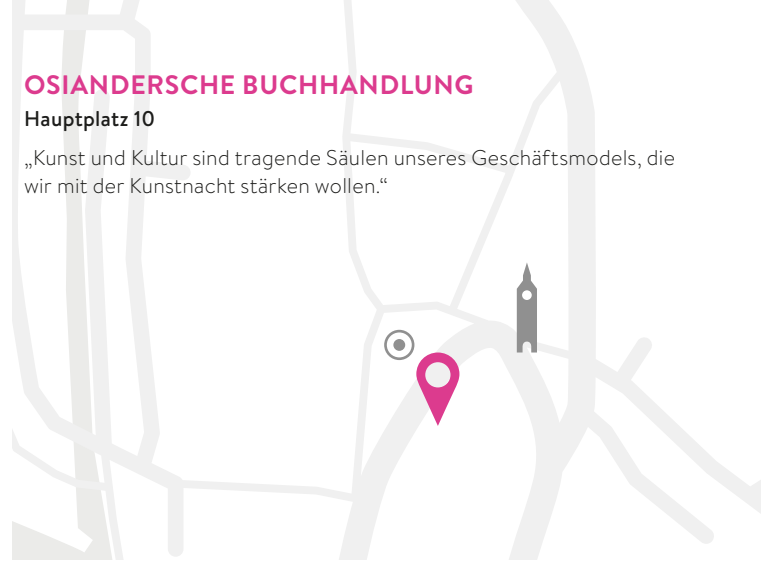 OSIANDERSCHE BUCHHANDLUNG
Hauptplatz 10
„Kunst und Kultur sind tragende Säulen unseres Geschäftsmodels, die
wir mit der Kunstnacht stärken wollen.“